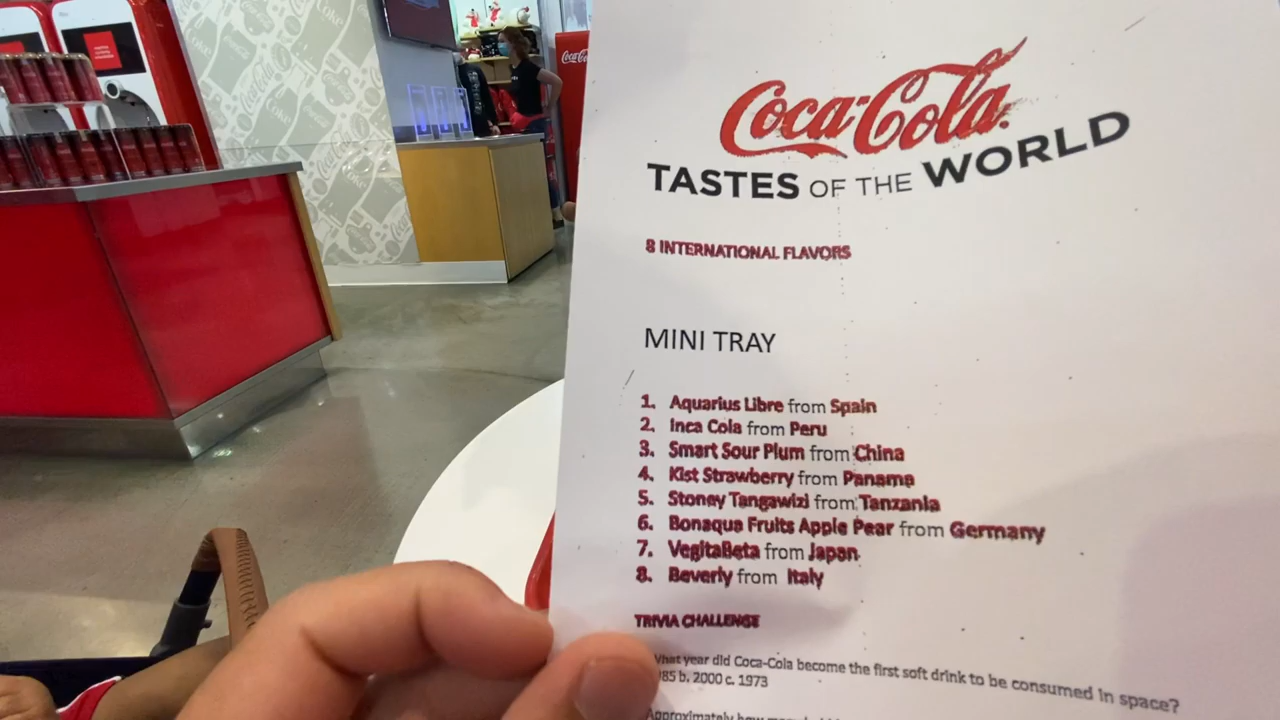 Coca-Cola
TASTES OF THE WORLD
8 INTERNATIONAL FLAVORS
MINI TRAY
1. Aquarius Libre from Spain
2. Inca Cola from Peru
3. Smart Sour Plum from China
4. Kist Strawberry from Panama
5. Stoney Tangawizi from Tanzania
6. Bonaqua Fruits Apple Pear from Germany
7. VegitaBeta from Japan
8. Beverly from Italy
TRIVIA CHALLENGE
What year did Coca-Cola become the first soft drink to be consumed in space?
985 b. 2000 c. 1973
Approximately how